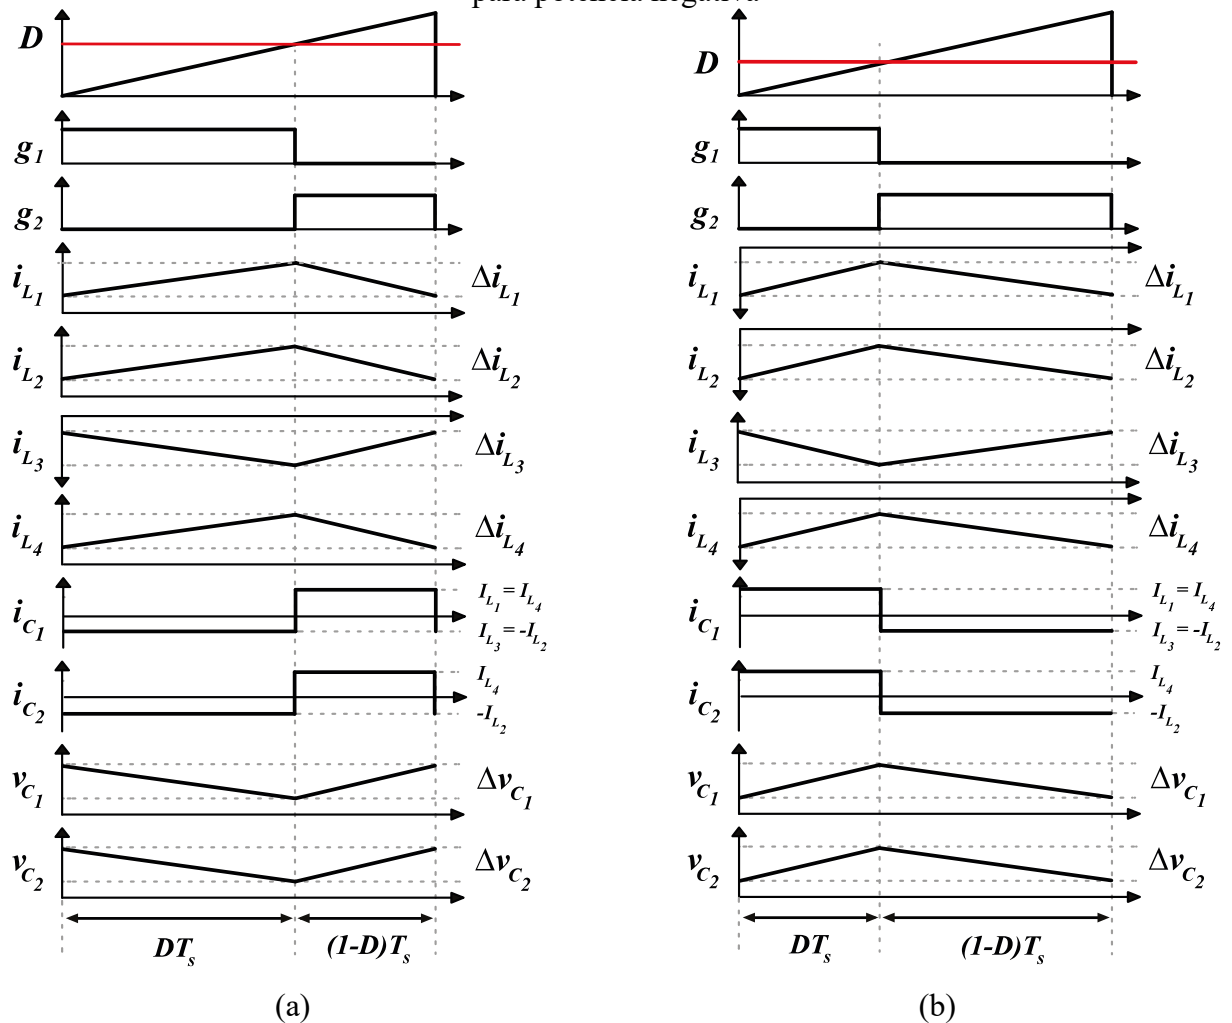 para potência negativa
D
g1
g2
iL1 ΔiL1
iL2 ΔiL2
iL3 ΔiL3
iL4 ΔiL4
iC1 IL1 = IL4
IL3 = -IL2
iC2 IL4
-IL2
vC1 ΔvC1
vC2 ΔvC2
DTs (1-D)Ts
(a)
D
g1
g2
iL1 ΔiL1
iL2 ΔiL2
iL3 ΔiL3
iL4 ΔiL4
iC1 IL1 = IL4
IL3 = -IL2
iC2 IL4
-IL2
vC1 ΔvC1
vC2 ΔvC2
DTs (1-D)Ts
(b)